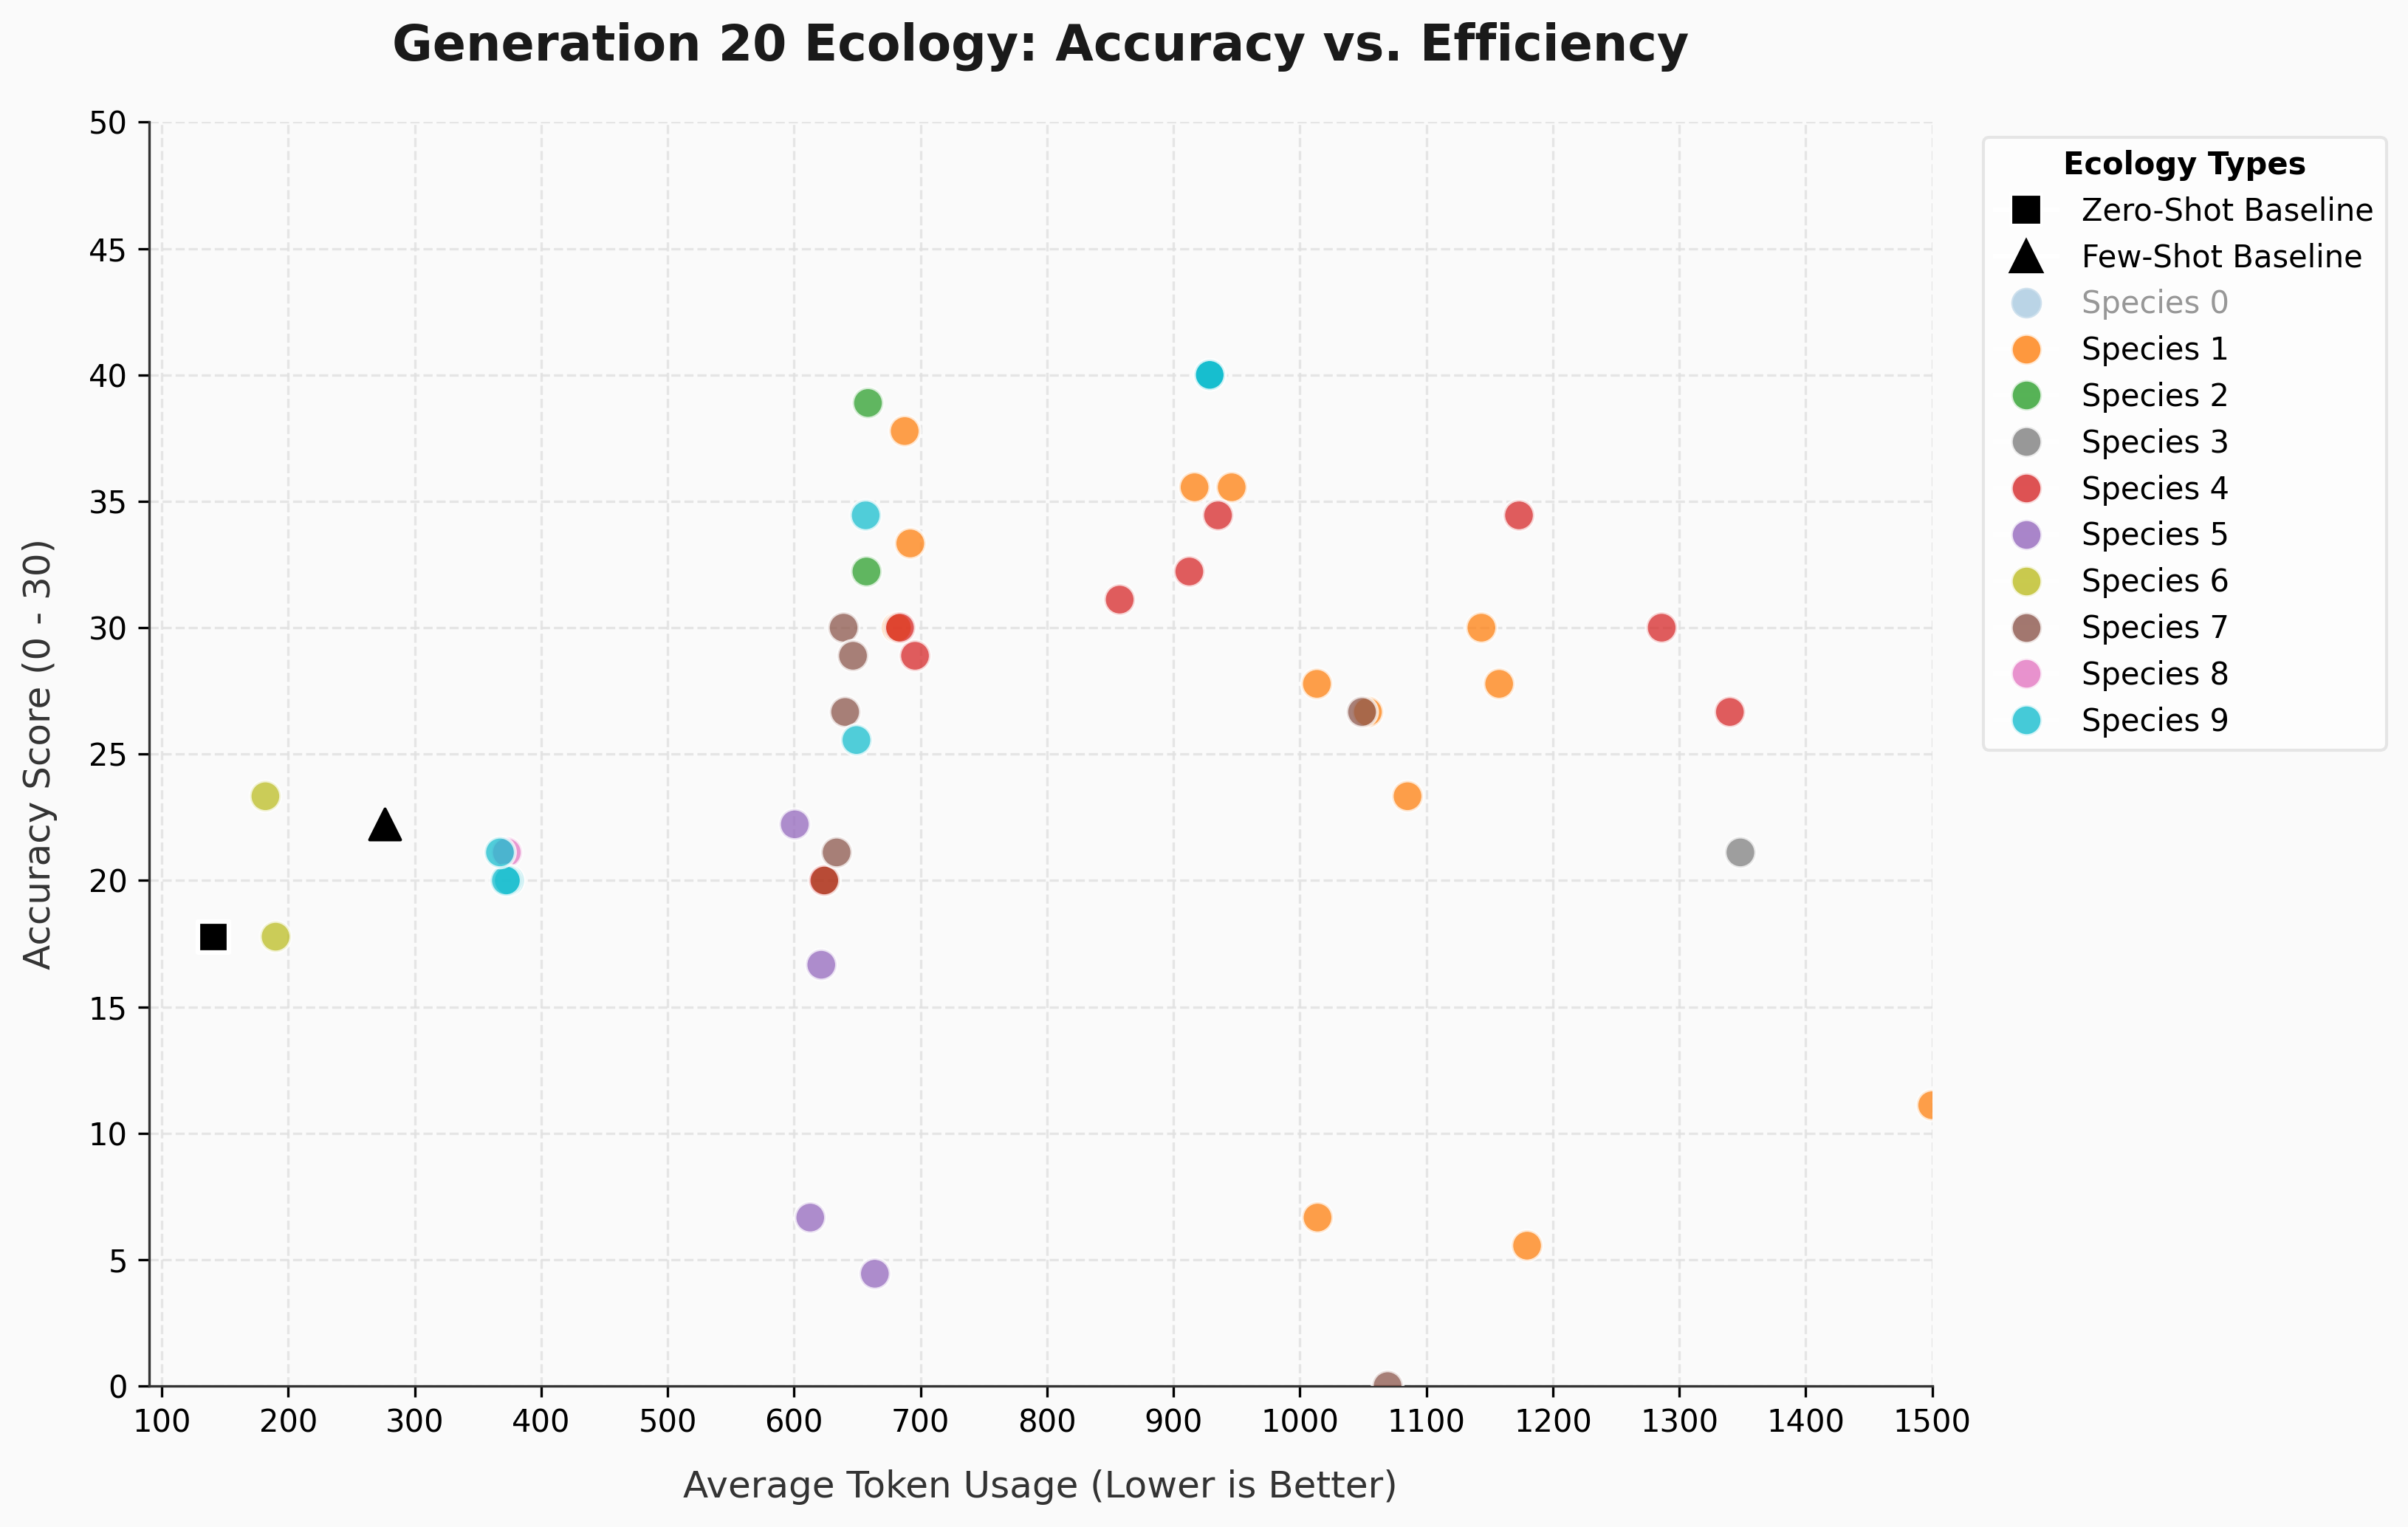 Generation 20 Ecology: Accuracy vs. Efficiency
50
45
40
35
30
25
20
15
10
5
0
Accuracy Score (0 - 30)
100 200 300 400 500 600 700 800 900 1000 1100 1200 1300 1400 1500
Average Token Usage (Lower is Better)
Ecology Types
Zero-Shot Baseline
Few-Shot Baseline
Species 0
Species 1
Species 2
Species 3
Species 4
Species 5
Species 6
Species 7
Species 8
Species 9